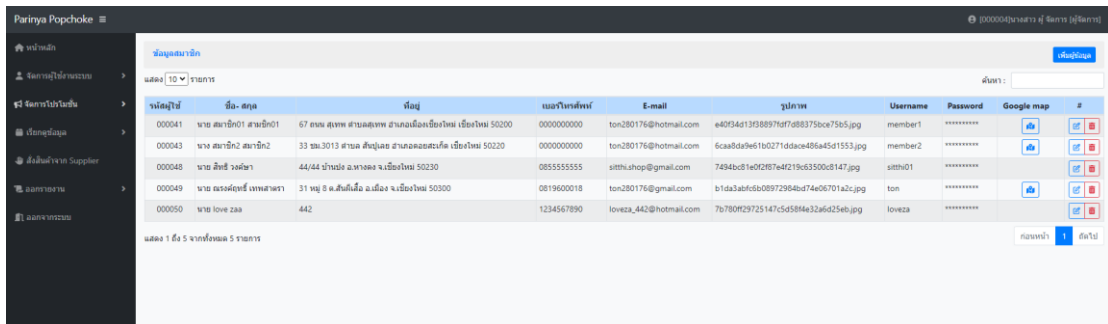 Parinya Popchoke
[000004]นางสาว ผู้ จัดการ [ผู้จัดการ]
หน้าหลัก
จัดการผู้ใช้งานระบบ
จัดการโปรโมชั่น
เรียกดูข้อมูล
สั่งสินค้าจาก Supplier
ออกรายงาน
ออกจากระบบ
ข้อมูลสมาชิก
เพิ่มผู้ข้อมูล
แสดง 10 รายการ
ค้นหา :
รหัสผู้ใช้ ชื่อ- สกุล ที่อยู่ เบอร์โทรศัพท์ E-mail รูปภาพ Username Password Google map #
000041 นาย สมาชิก01 สามชิก01 67 ถนน สุเทพ ตำบลสุเทพ อำเภอเมืองเชียงใหม่ เชียงใหม่ 50200 0000000000 ton280176@hotmail.com e40f34d13f38897fdf7d88375bce75b5.jpg member1 **********
000043 นาง สมาชิก2 สมาชิก2 33 ซม.3013 ตำบล สันปูเลย อำเภอดอยสะเก็ด เชียงใหม่ 50220 0000000000 ton280176@hotmail.com 6caa8da9e61b0271ddace486a45d1553.jpg member2 **********
000048 นาย สิทธิ วงค์ษา 44/44 บ้านปง อ.หางดง จ.เชียงใหม่ 50230 0855555555 sitthi.shop@gmail.com 7494bc81e0f2f87e4f219c63500c8147.jpg sitthi01 **********
000049 นาย ณรงค์ฤทธิ์ เทพสาตรา 31 หมู่ 8 ต.สันผีเสื้อ อ.เมือง จ.เชียงใหม่ 50300 0819600018 ton280176@gmail.com b1da3abfc6b08972984bd74e06701a2c.jpg ton **********
000050 นาย love zaa 442 1234567890 loveza_442@hotmail.com 7b780ff29725147c5d58f4e32a6d25eb.jpg loveza **********
แสดง 1 ถึง 5 จากทั้งหมด 5 รายการ
ก่อนหน้า 1 ถัดไป